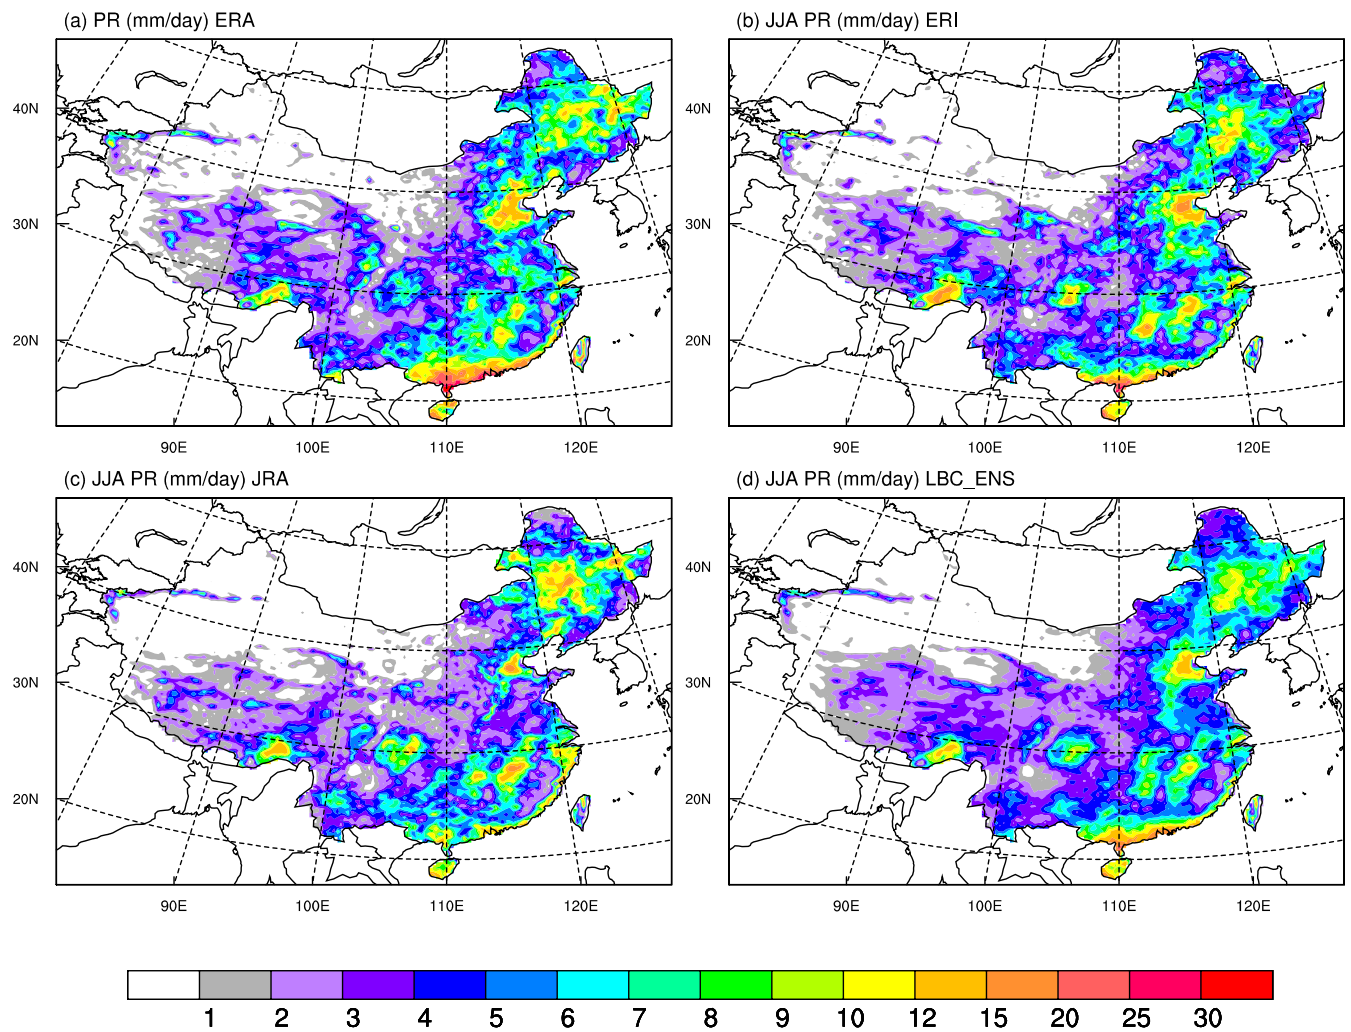 (a) PR (mm/day) ERA
(b) JJA PR (mm/day) ERI
40N
30N
20N
90E 100E 110E 120E
40N
30N
20N
90E 100E 110E 120E
(c) JJA PR (mm/day) JRA
(d) JJA PR (mm/day) LBC_ENS
40N
30N
20N
90E 100E 110E 120E
40N
30N
20N
90E 100E 110E 120E
1 2 3 4 5 6 7 8 9 10 12 15 20 25 30